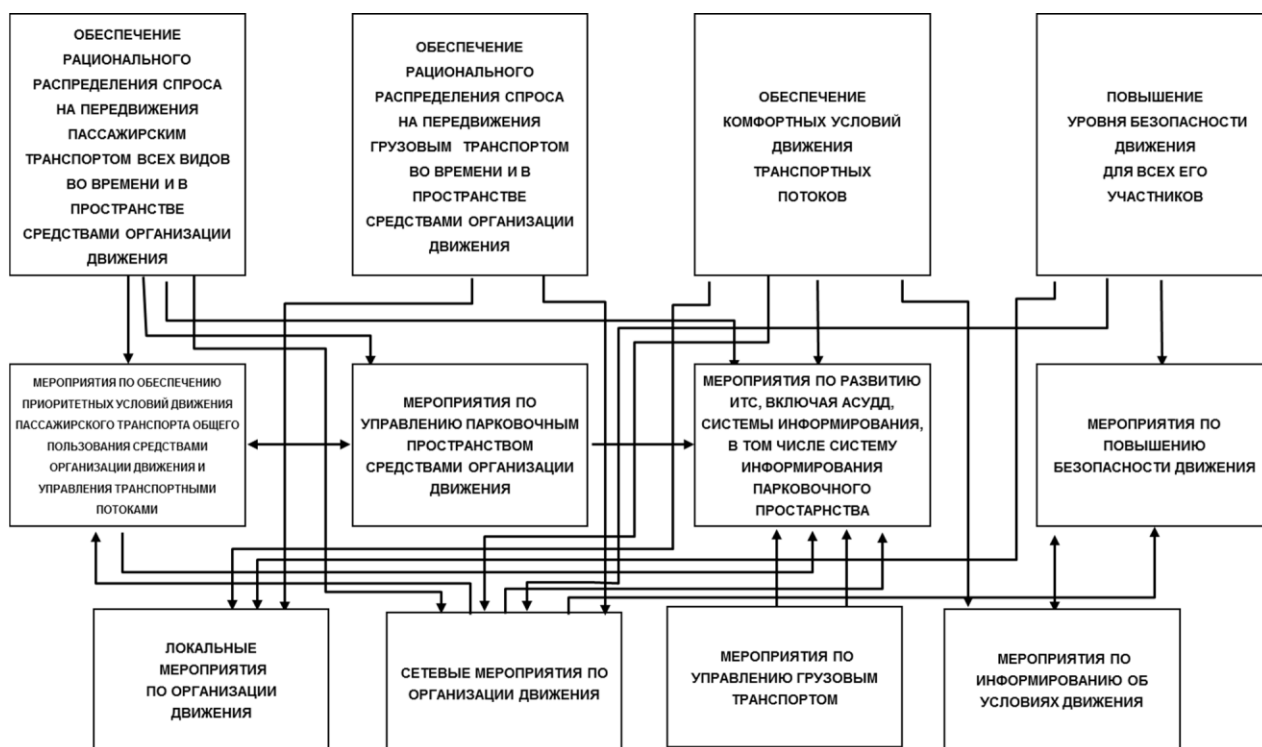 ОБЕСПЕЧЕНИЕ
РАЦИОНАЛЬНОГО
РАСПРЕДЕЛЕНИЯ СПРОСА
НА ПЕРЕДВИЖЕНИЯ
ПАССАЖИРСКИМ
ТРАНСПОРТОМ ВСЕХ ВИДОВ
ВО ВРЕМЕНИ И В
ПРОСТРАНСТВЕ
СРЕДСТВАМИ ОРГАНИЗАЦИИ
ДВИЖЕНИЯ
ОБЕСПЕЧЕНИЕ
РАЦИОНАЛЬНОГО
РАСПРЕДЕЛЕНИЯ СПРОСА
НА ПЕРЕДВИЖЕНИЯ
ГРУЗОВЫМ ТРАНСПОРТОМ
ВО ВРЕМЕНИ И В
ПРОСТРАНСТВЕ
СРЕДСТВАМИ ОРГАНИЗАЦИИ
ДВИЖЕНИЯ
ОБЕСПЕЧЕНИЕ
КОМФОРТНЫХ УСЛОВИЙ
ДВИЖЕНИЯ
ТРАНСПОРТНЫХ
ПОТОКОВ
ПОВЫШЕНИЕ
УРОВНЯ БЕЗОПАСНОСТИ
ДВИЖЕНИЯ
ДЛЯ ВСЕХ ЕГО
УЧАСТНИКОВ
МЕРОПРИЯТИЯ ПО ОБЕСПЕЧЕНИЮ
ПРИОРИТЕТНЫХ УСЛОВИЙ ДВИЖЕНИЯ
ПАССАЖИРСКОГО ТРАНСПОРТА ОБЩЕГО
ПОЛЬЗОВАНИЯ СРЕДСТВАМИ
ОРГАНИЗАЦИИ ДВИЖЕНИЯ И
УПРАВЛЕНИЯ ТРАНСПОРТНЫМИ
ПОТОКАМИ
МЕРОПРИЯТИЯ ПО
УПРАВЛЕНИЮ ПАРКОВОЧНЫМ
ПРОСТРАНСТВОМ
СРЕДСТВАМИ ОРГАНИЗАЦИИ
ДВИЖЕНИЯ
МЕРОПРИЯТИЯ ПО РАЗВИТИЮ
ИТС, ВКЛЮЧАЯ АСУДД,
СИСТЕМЫ ИНФОРМИРОВАНИЯ,
В ТОМ ЧИСЛЕ СИСТЕМУ
ИНФОРМИРОВАНИЯ
ПАРКОВОЧНОГО
ПРОСТАРНСТВА
МЕРОПРИЯТИЯ ПО
ПОВЫШЕНИЮ
БЕЗОПАСНОСТИ ДВИЖЕНИЯ
ЛОКАЛЬНЫЕ
МЕРОПРИЯТИЯ
ПО ОРГАНИЗАЦИИ
ДВИЖЕНИЯ
СЕТЕВЫЕ МЕРОПРИЯТИЯ ПО
ОРГАНИЗАЦИИ ДВИЖЕНИЯ
МЕРОПРИЯТИЯ ПО
УПРАВЛЕНИЮ ГРУЗОВЫМ
ТРАНСПОРТОМ
МЕРОПРИЯТИЯ ПО
ИНФОРМИРОВАНИЮ ОБ
УСЛОВИЯХ ДВИЖЕНИЯ